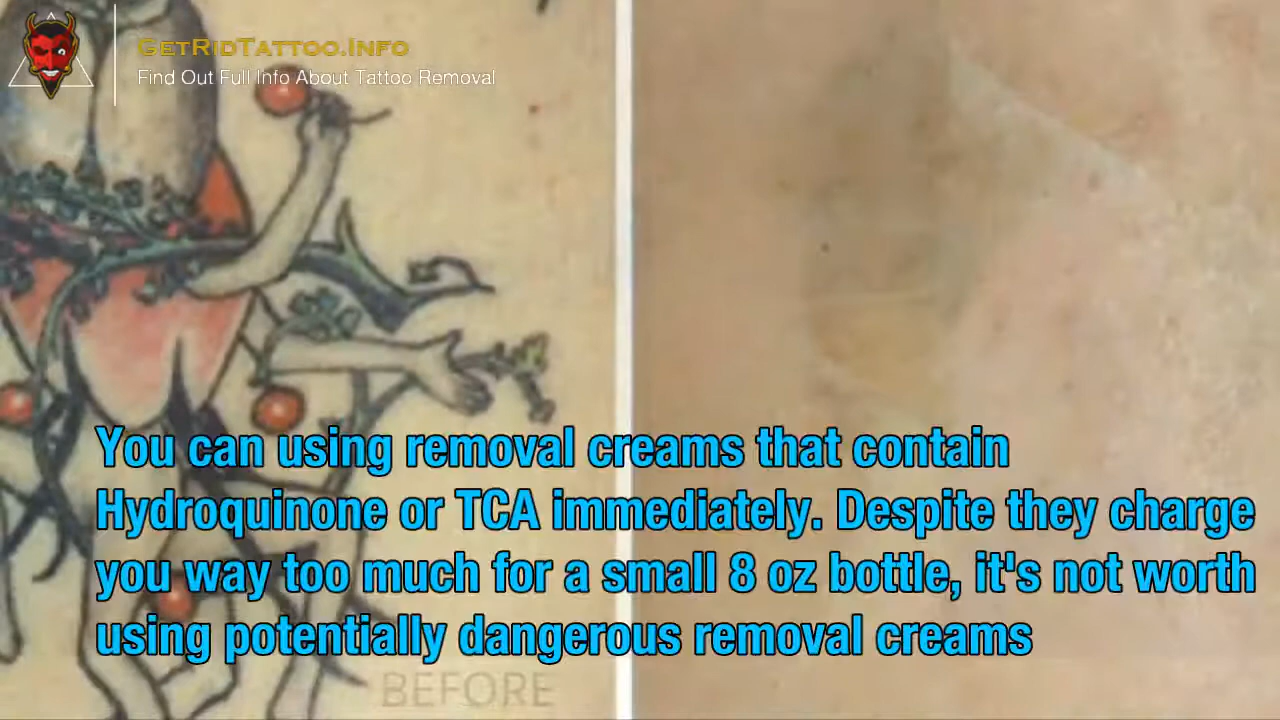 GetRidTattoo.Info
Find Out Full Info About Tattoo Removal
You can using removal creams that contain
Hydroquinone or TCA immediately. Despite they charge
you way too much for a small 8 oz bottle, it's not worth
using potentially dangerous removal creams
BEFORE